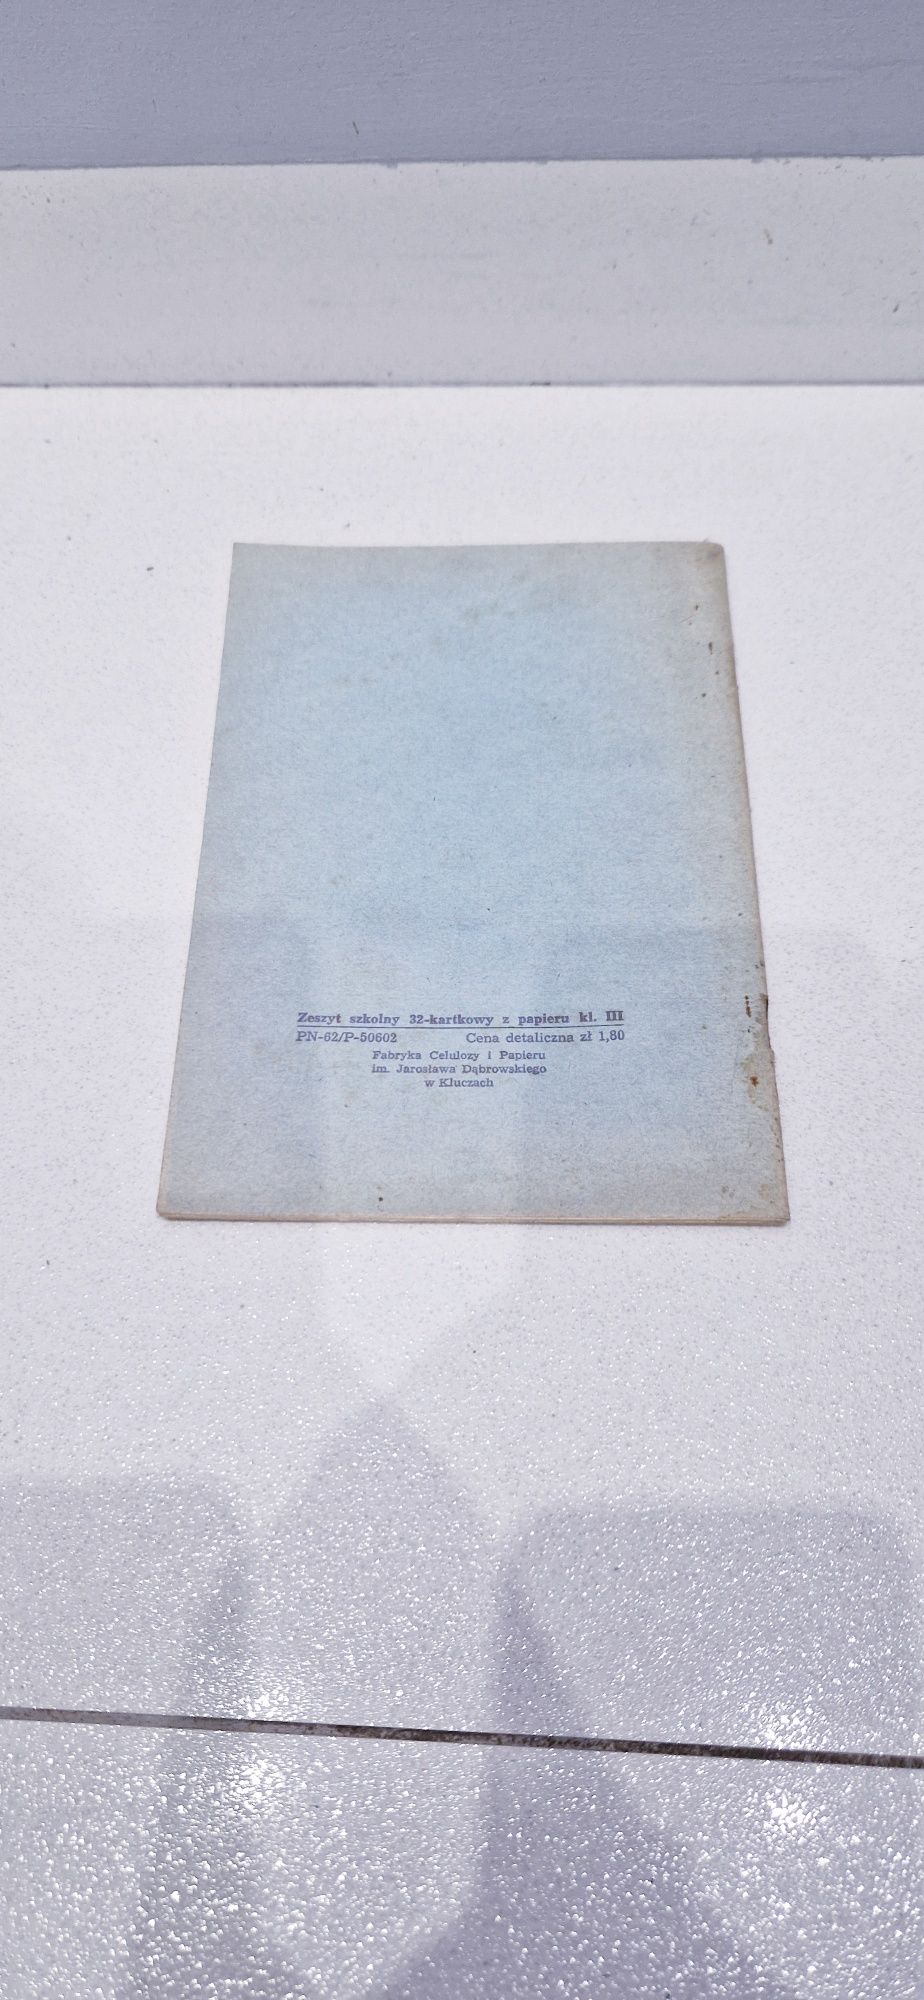 Zeszyt szkolny 32-kartkowy z papieru kl. III
PN-62/P-50602 Cena detaliczna zł 1,80
Fabryka Celulozy i Papieru
im. Jarosława Dąbrowskiego
w Kluczach